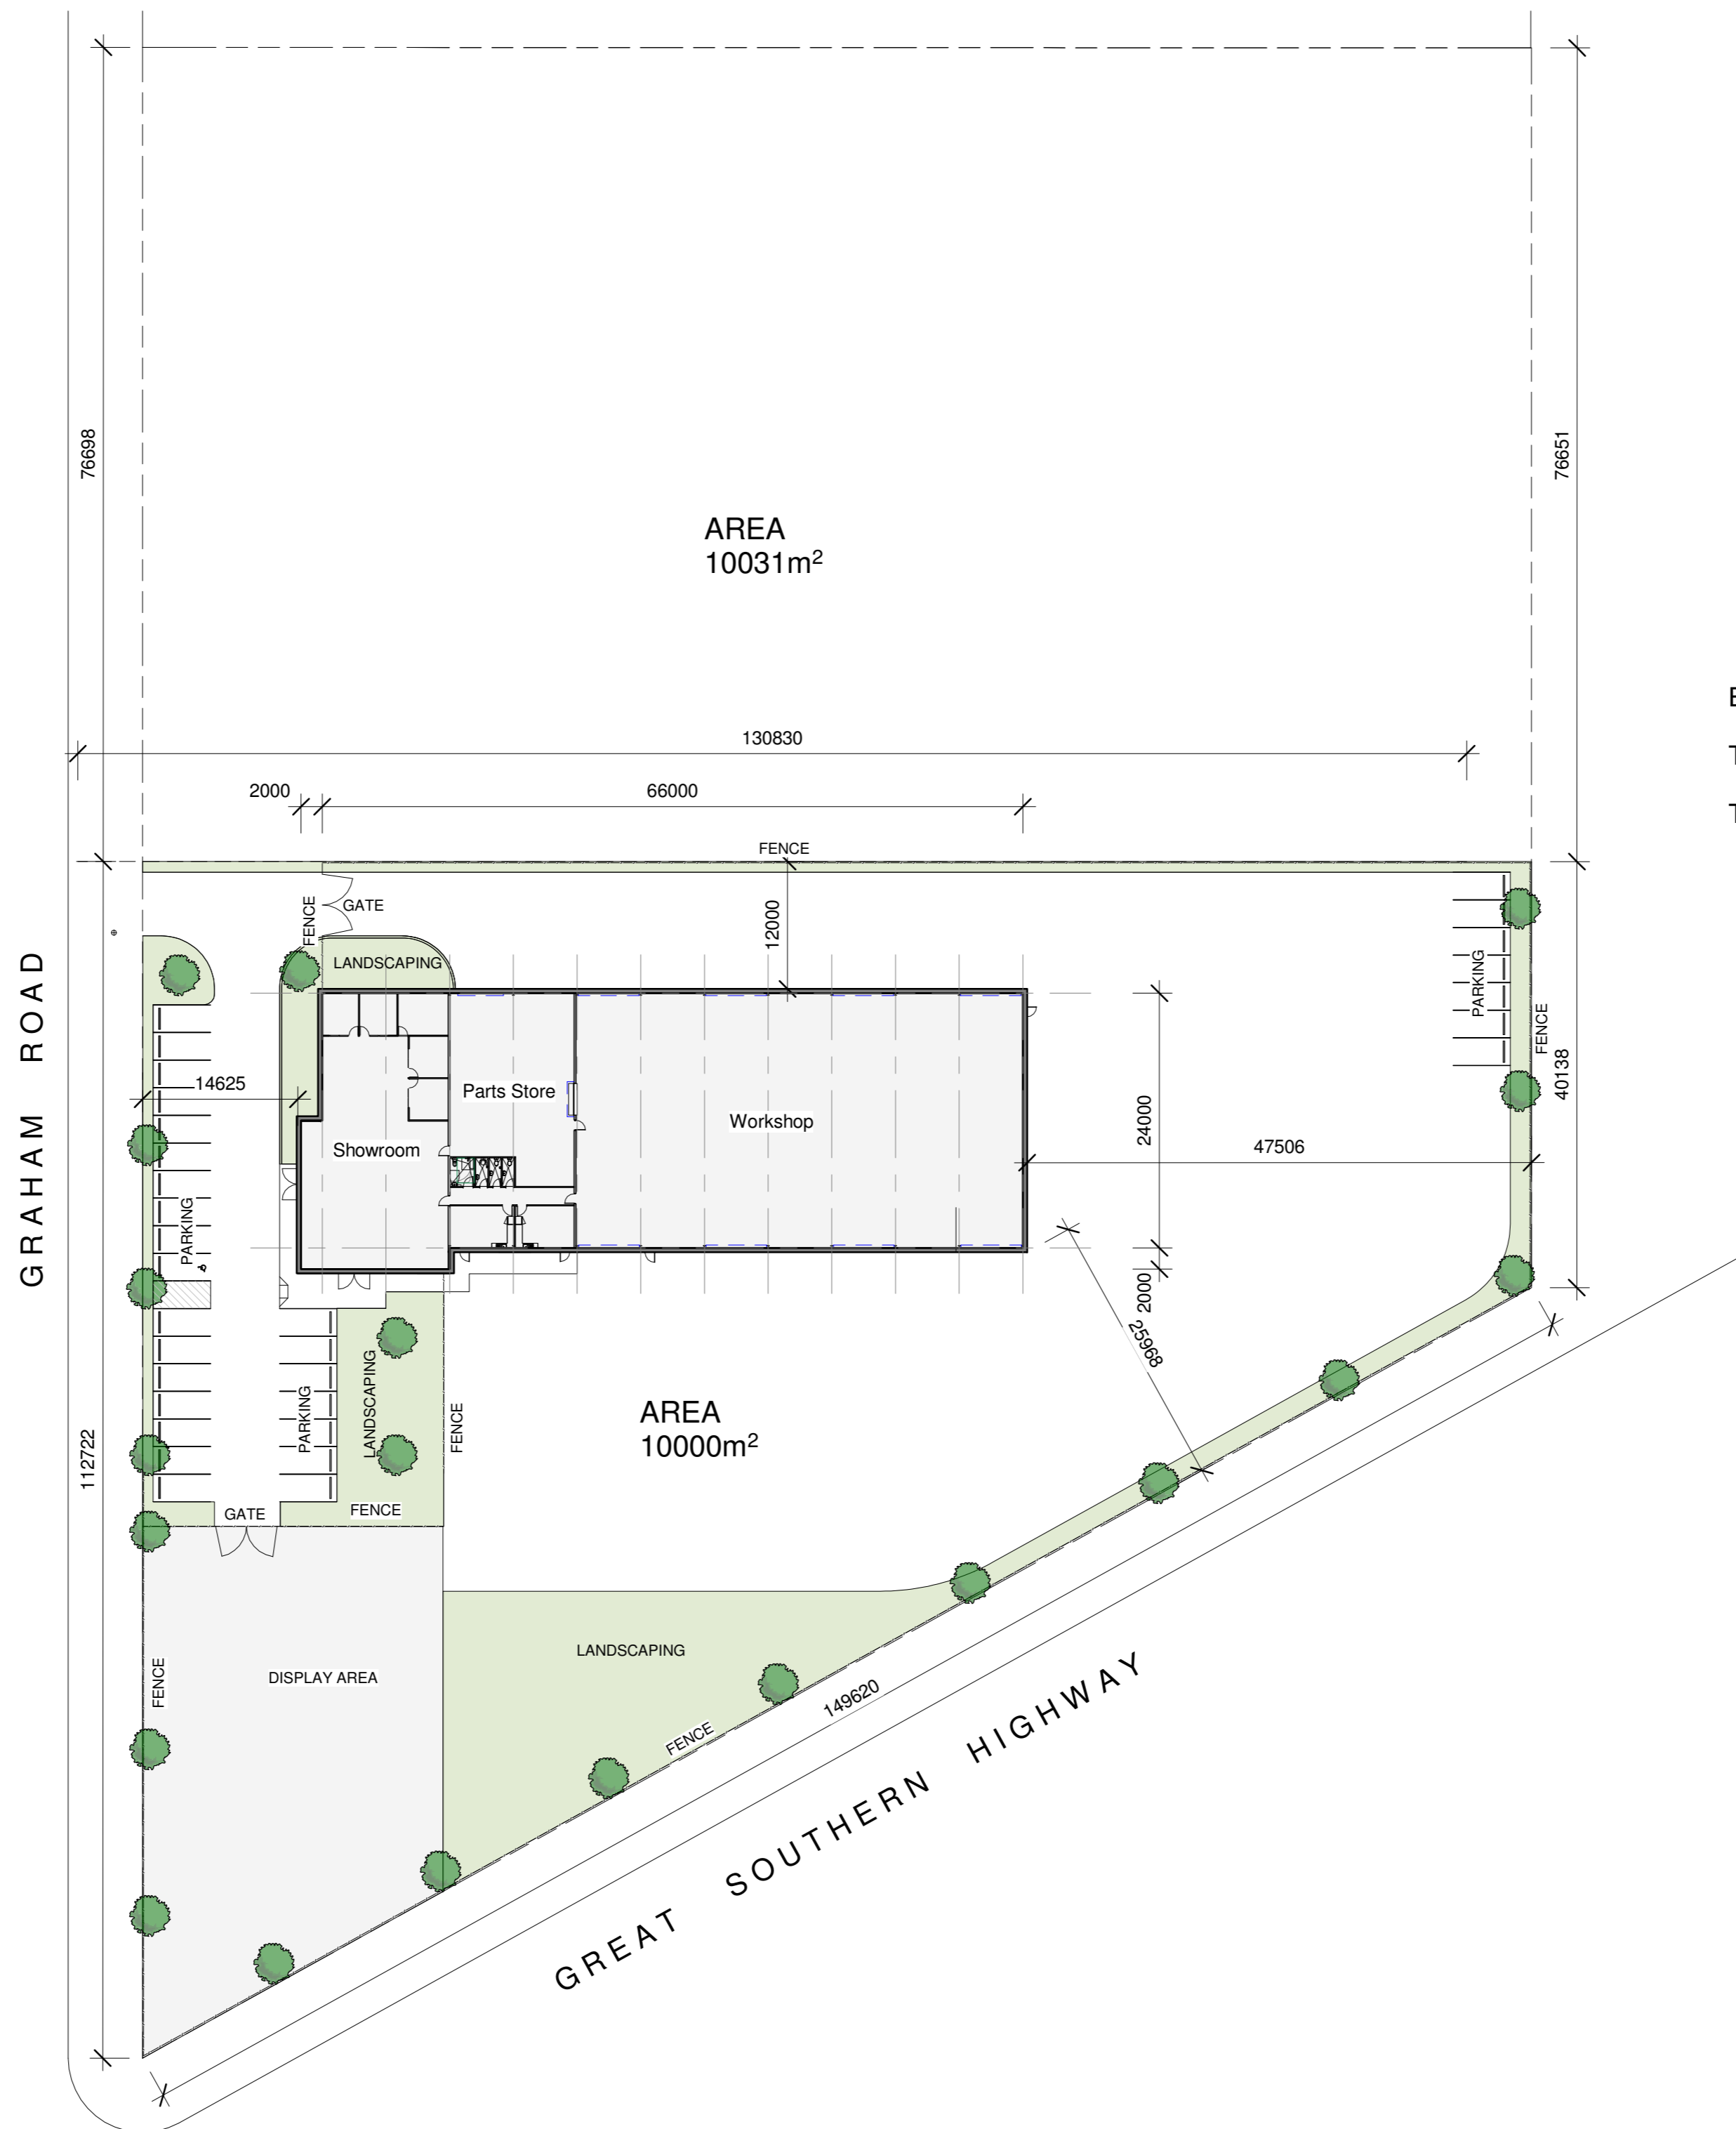 76698
76651
AREA
10031m²
E
130830
T
2000
66000
T
FENCE
FENCE
GATE
12000
LANDSCAPING
PARKING
FENCE
GRAHAM ROAD
14625
Parts Store
Workshop
Showroom
24000
40138
47506
PARKING
2000
25968
PARKING
LANDSCAPING
FENCE
AREA
10000m²
112722
GATE
FENCE
FENCE
DISPLAY AREA
LANDSCAPING
FENCE
149620
GREAT SOUTHERN HIGHWAY